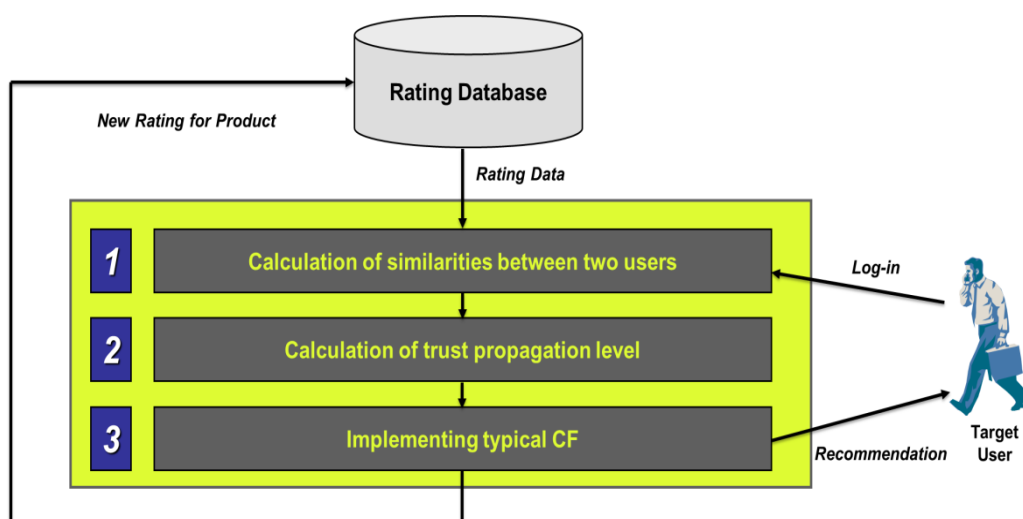 Rating Database
New Rating for Product
Rating Data
1
Calculation of similarities between two users
Log-in
2
Calculation of trust propagation level
3
Implementing typical CF
Recommendation
Target
User